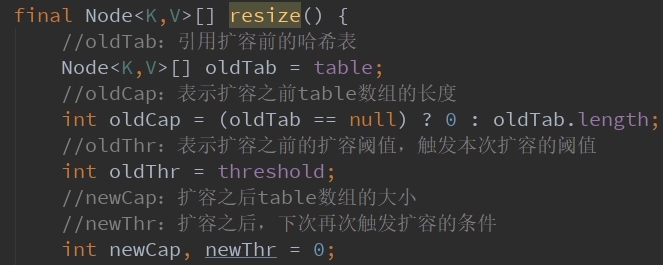 final Node<K,V>[] resize() {
//oldTab：引用扩容前的哈希表
Node<K,V>[] oldTab = table;
//oldCap：表示扩容之前table数组的长度
int oldCap = (oldTab == null) ? 0 : oldTab.length;
//oldThr：表示扩容之前的扩容阈值，触发本次扩容的阈值
int oldThr = threshold;
//newCap：扩容之后table数组的大小
//newThr：扩容之后，下次再次触发扩容的条件
int newCap, newThr = 0;